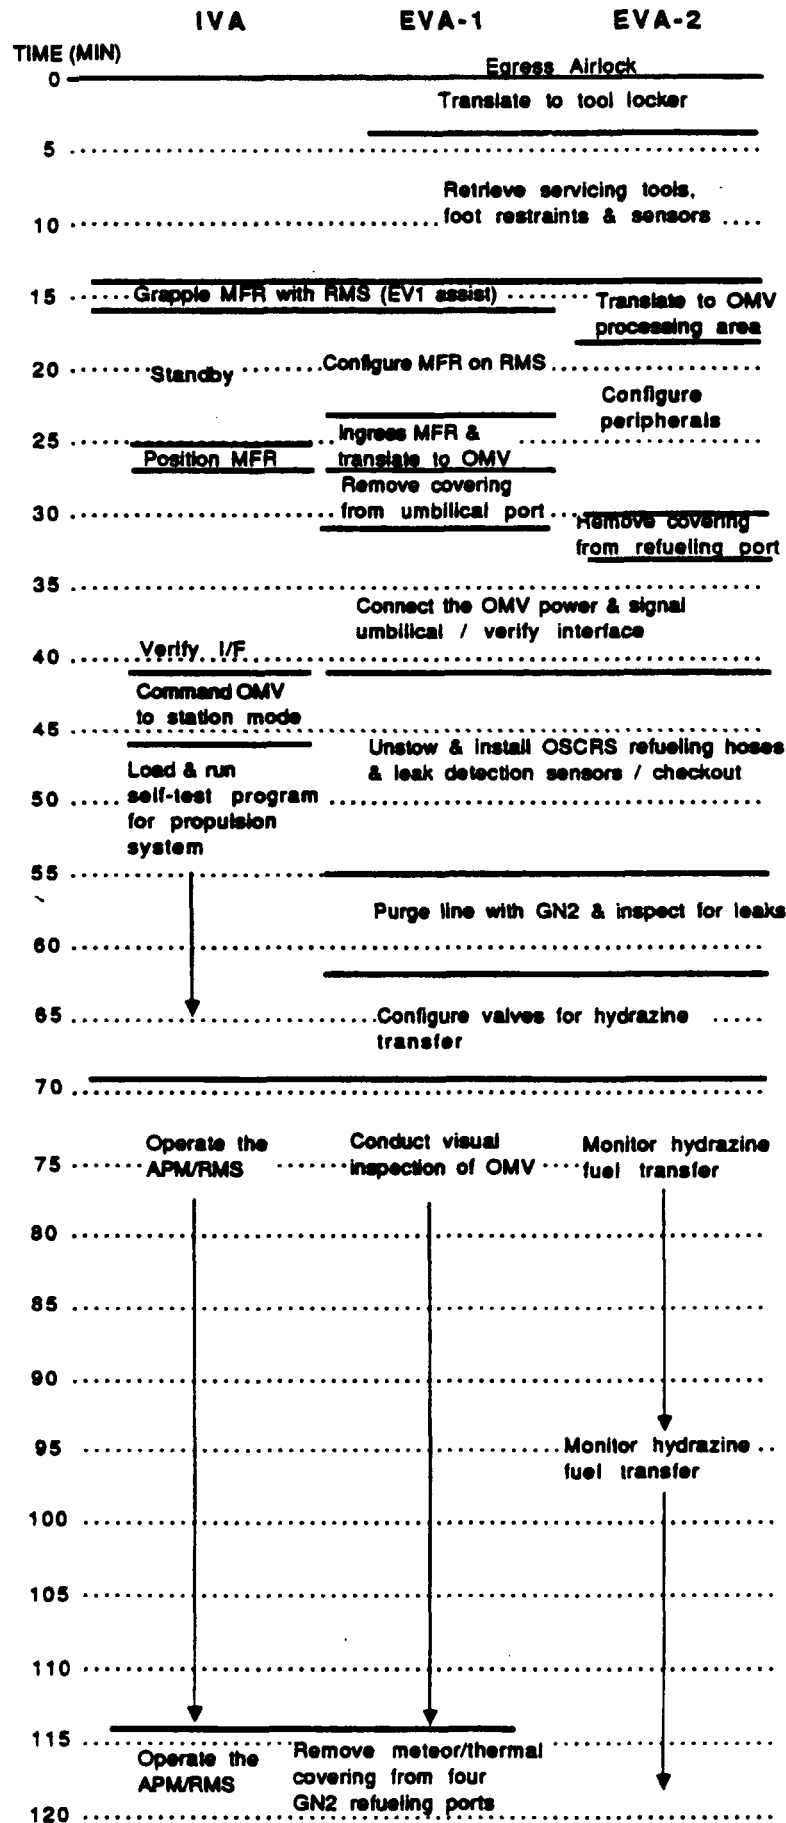 IVA EVA-1 EVA-2
TIME (MIN)
0 Egress Airlock
Translate to tool locker
5
Retrieve servicing tools,
10 foot restraints & sensors
15 Grapple MFR with RMS (EV1 assist) Translate to OMV
processing area
20 Standby Configure MFR on RMS
Configure
peripherals
25 Ingress MFR &
Position MFR translate to OMV
Remove covering
30 from umbilical port Remove covering
from refueling port
35
Connect the OMV power & signal
umbilical / verify interface
40 Verify I/F
Command OMV
to station mode
45
Unstow & install OSCRS refueling hoses
Load & run & leak detection sensors / checkout
50 self-test program
for propulsion
system
55
Purge line with GN2 & inspect for leaks
60
65 Configure valves for hydrazine
transfer
70
Operate the Conduct visual Monitor hydrazine
75 APM/RMS inspection of OMV fuel transfer
80
85
90
95 Monitor hydrazine
fuel transfer
100
105
110
115
Operate the Remove meteor/thermal
APM/RMS covering from four
GN2 refueling ports
120